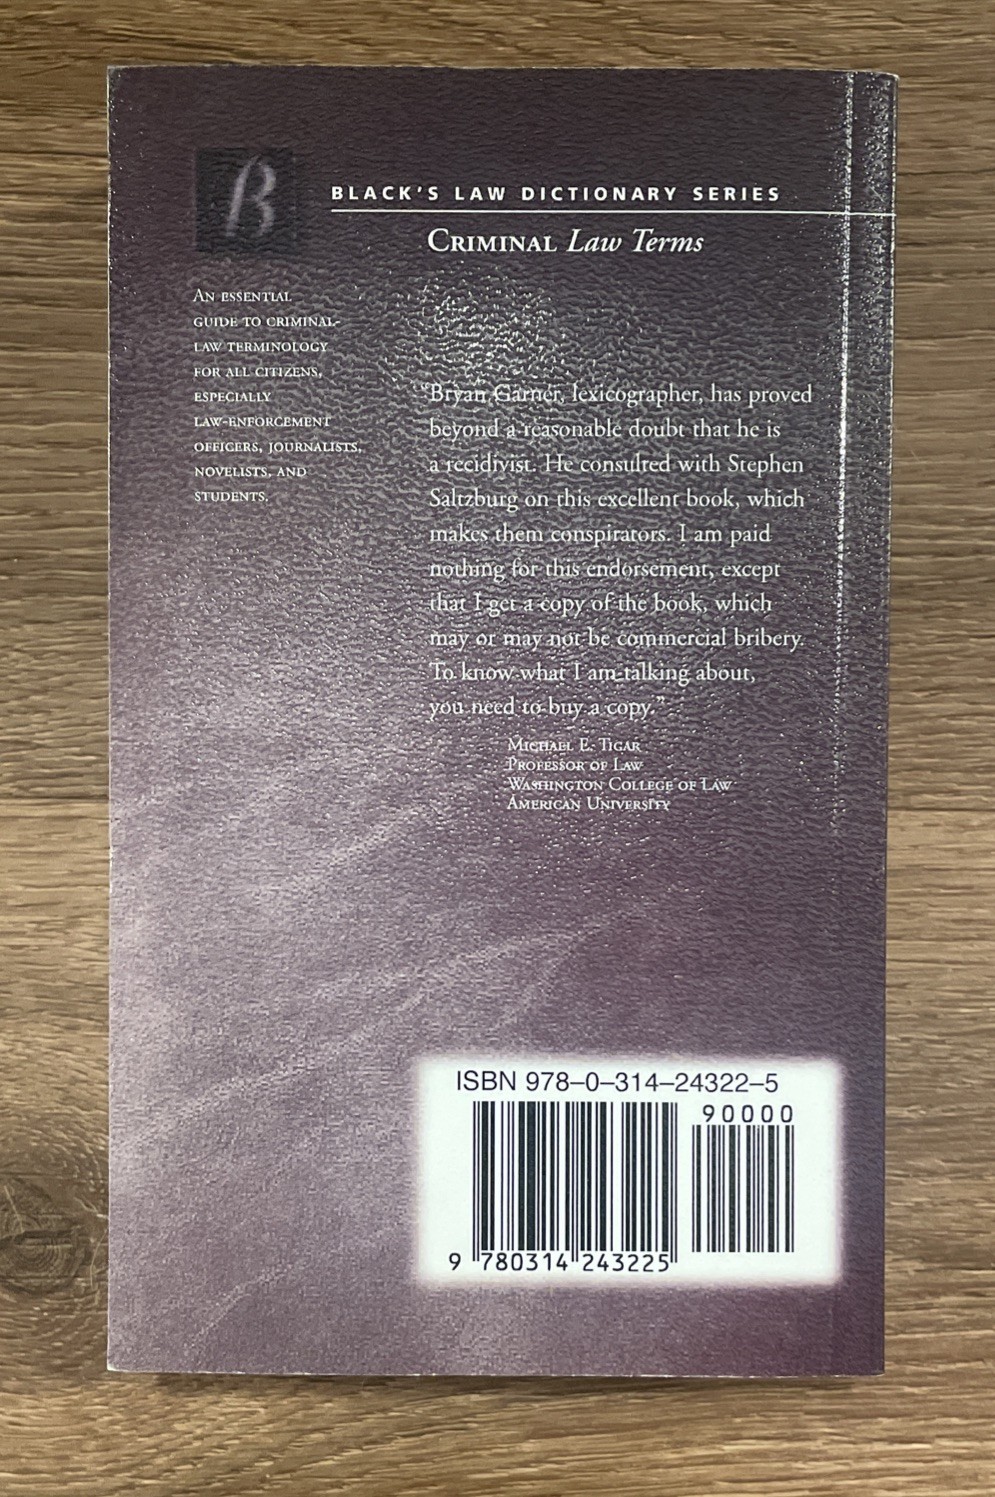 B
BLACK'S LAW DICTIONARY SERIES
CRIMINAL Law Terms
AN ESSENTIAL
GUIDE TO CRIMINAL-
LAW TERMINOLOGY
FOR ALL CITIZENS,
ESPECIALLY
LAW-ENFORCEMENT
OFFICERS, JOURNALISTS,
NOVELISTS, AND
STUDENTS.
"Bryan Garner, lexicographer, has proved
beyond a reasonable doubt that he is
a recidivist. He consulted with Stephen
Saltzburg on this excellent book, which
makes them conspirators. I am paid
nothing for this endorsement, except
that I get a copy of the book, which
may or may not be commercial bribery.
To know what I am talking about,
you need to buy a copy."
MICHAEL E. TIGAR
PROFESSOR OF LAW
WASHINGTON COLLEGE OF LAW
AMERICAN UNIVERSITY
ISBN 978-0-314-24322-5
90000
9 780314 243225